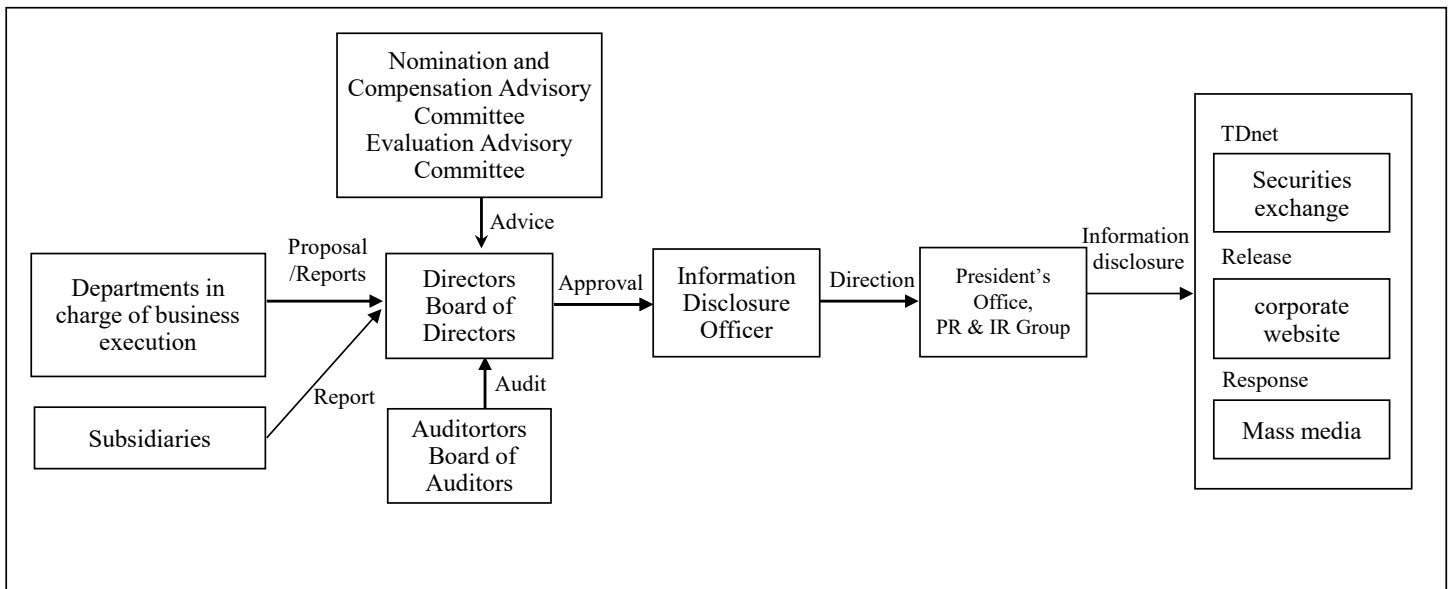 Nomination and
Compensation Advisory
Committee
Evaluation Advisory
Committee
Advice
Proposal
/Reports
Departments in
charge of business
execution
Report
Subsidiaries
Directors
Board of
Directors
Audit
Auditortors
Board of
Auditors
Approval
Information
Disclosure
Officer
Direction
President’s
Office,
PR & IR Group
Information
disclosure
TDnet
Securities
exchange
Release
corporate
website
Response
Mass media